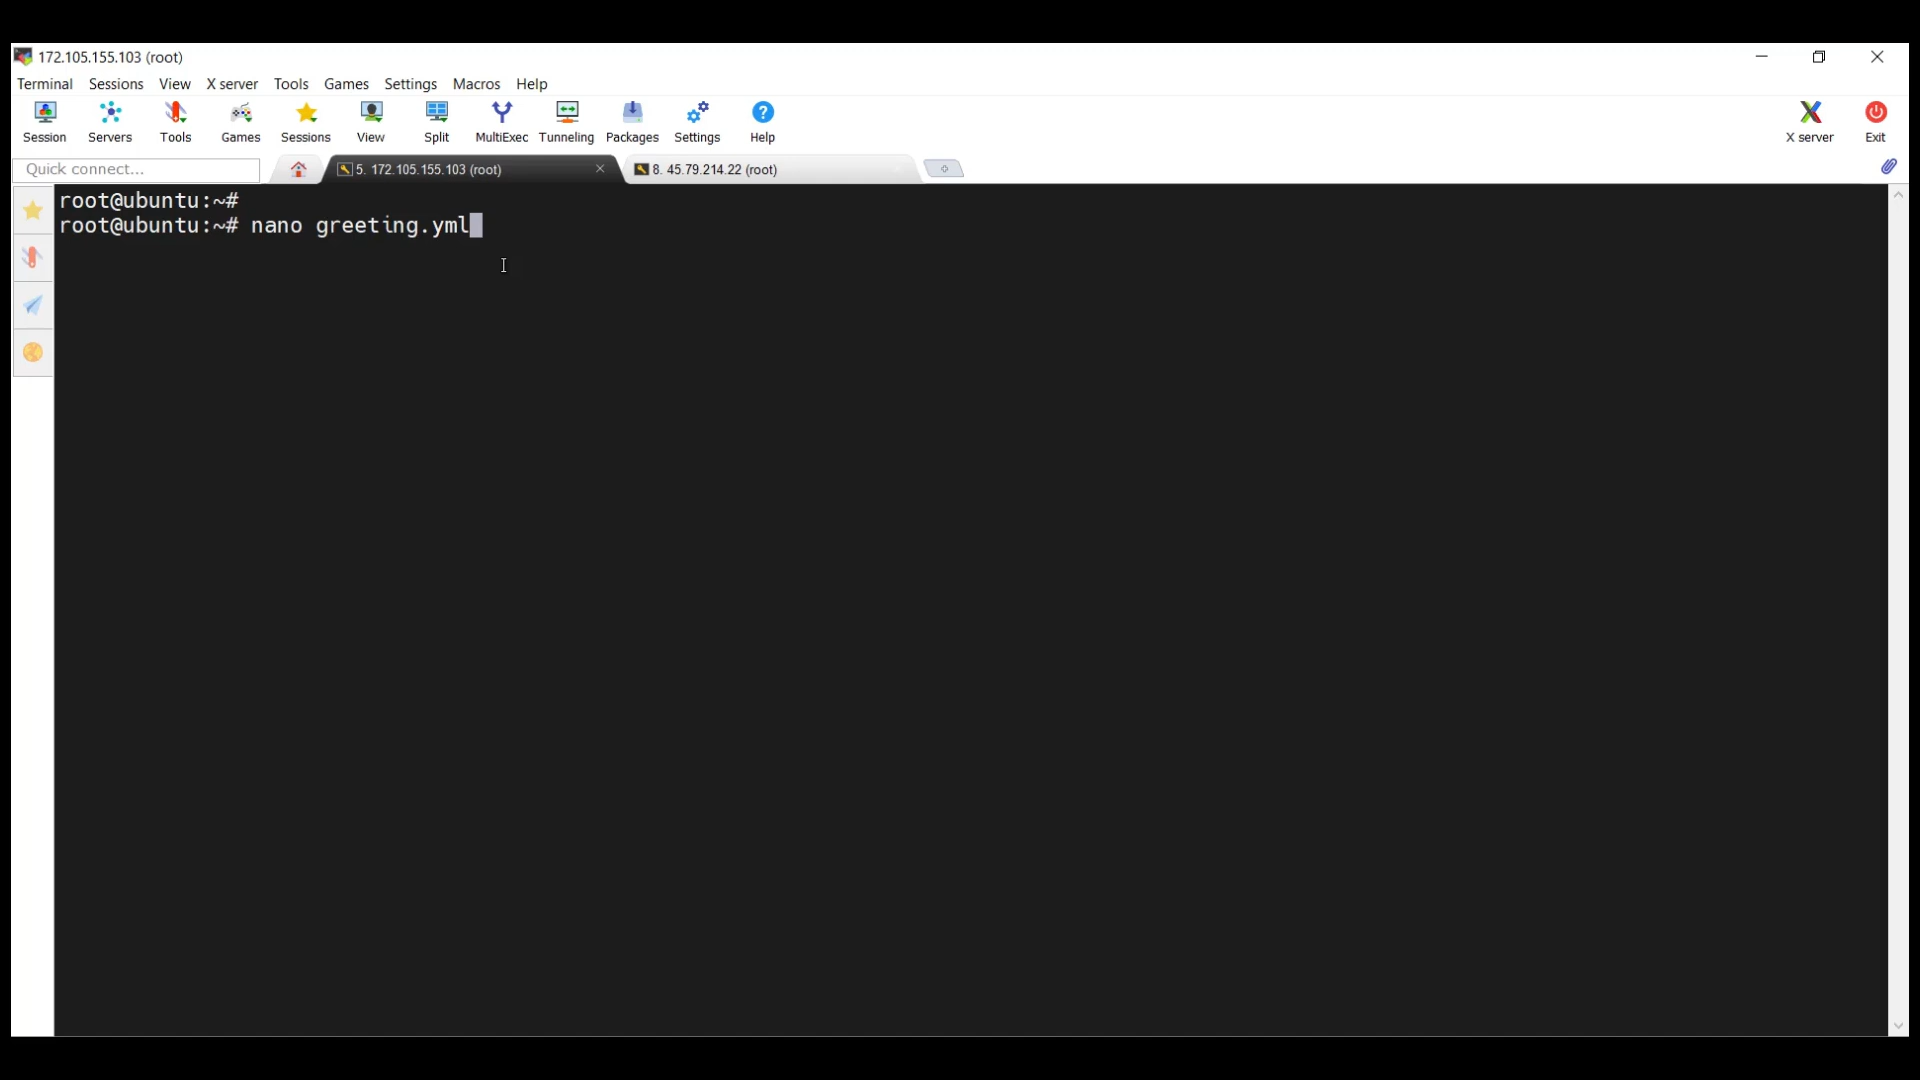 172.105.155.103 (root)
Terminal Sessions View X server Tools Games Settings Macros Help
Session Servers Tools Games Sessions View Split MultiExec Tunneling Packages Settings Help X server Exit
Quick connect... 5. 172.105.155.103 (root) 8. 45.79.214.22 (root)
root@ubuntu:~#
root@ubuntu:~# nano greeting.yml